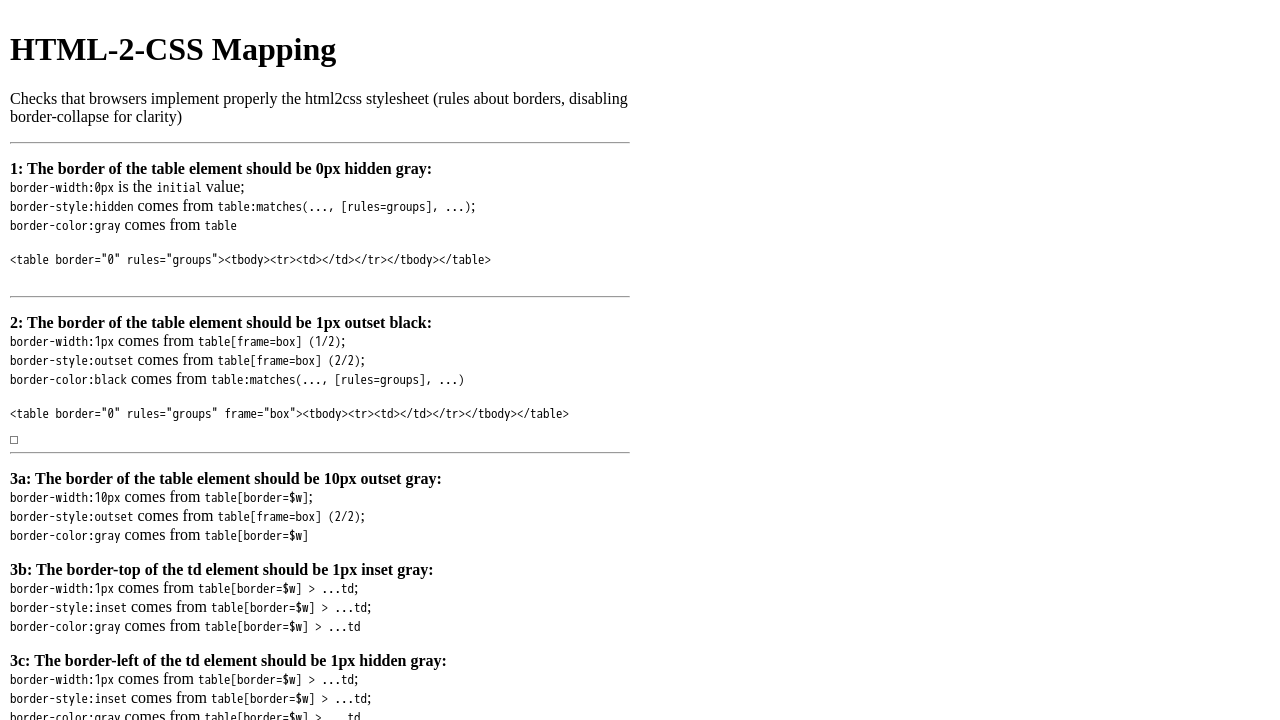 HTML-2-CSS Mapping
Checks that browsers implement properly the html2css stylesheet (rules about borders, disabling
border-collapse for clarity)
1: The border of the table element should be 0px hidden gray:
border-width:0px is the initial value;
border-style:hidden comes from table:matches(..., [rules=groups], ...);
border-color:gray comes from table
<table border="0" rules="groups"><tbody><tr><td></td></tr></tbody></table>
2: The border of the table element should be 1px outset black:
border-width:1px comes from table[frame=box] (1/2);
border-style:outset comes from table[frame=box] (2/2);
border-color:black comes from table:matches(..., [rules=groups], ...)
<table border="0" rules="groups" frame="box"><tbody><tr><td></td></tr></tbody></table>
3a: The border of the table element should be 10px outset gray:
border-width:10px comes from table[border=$w];
border-style:outset comes from table[frame=box] (2/2);
border-color:gray comes from table[border=$w]
3b: The border-top of the td element should be 1px inset gray:
border-width:1px comes from table[border=$w] > ...td;
border-style:inset comes from table[border=$w] > ...td;
border-color:gray comes from table[border=$w] > ...td
3c: The border-left of the td element should be 1px hidden gray:
border-width:1px comes from table[border=$w] > ...td;
border-style:inset comes from table[border=$w] > ...td;
border-color:gray comes from table[border=$w] > ...td